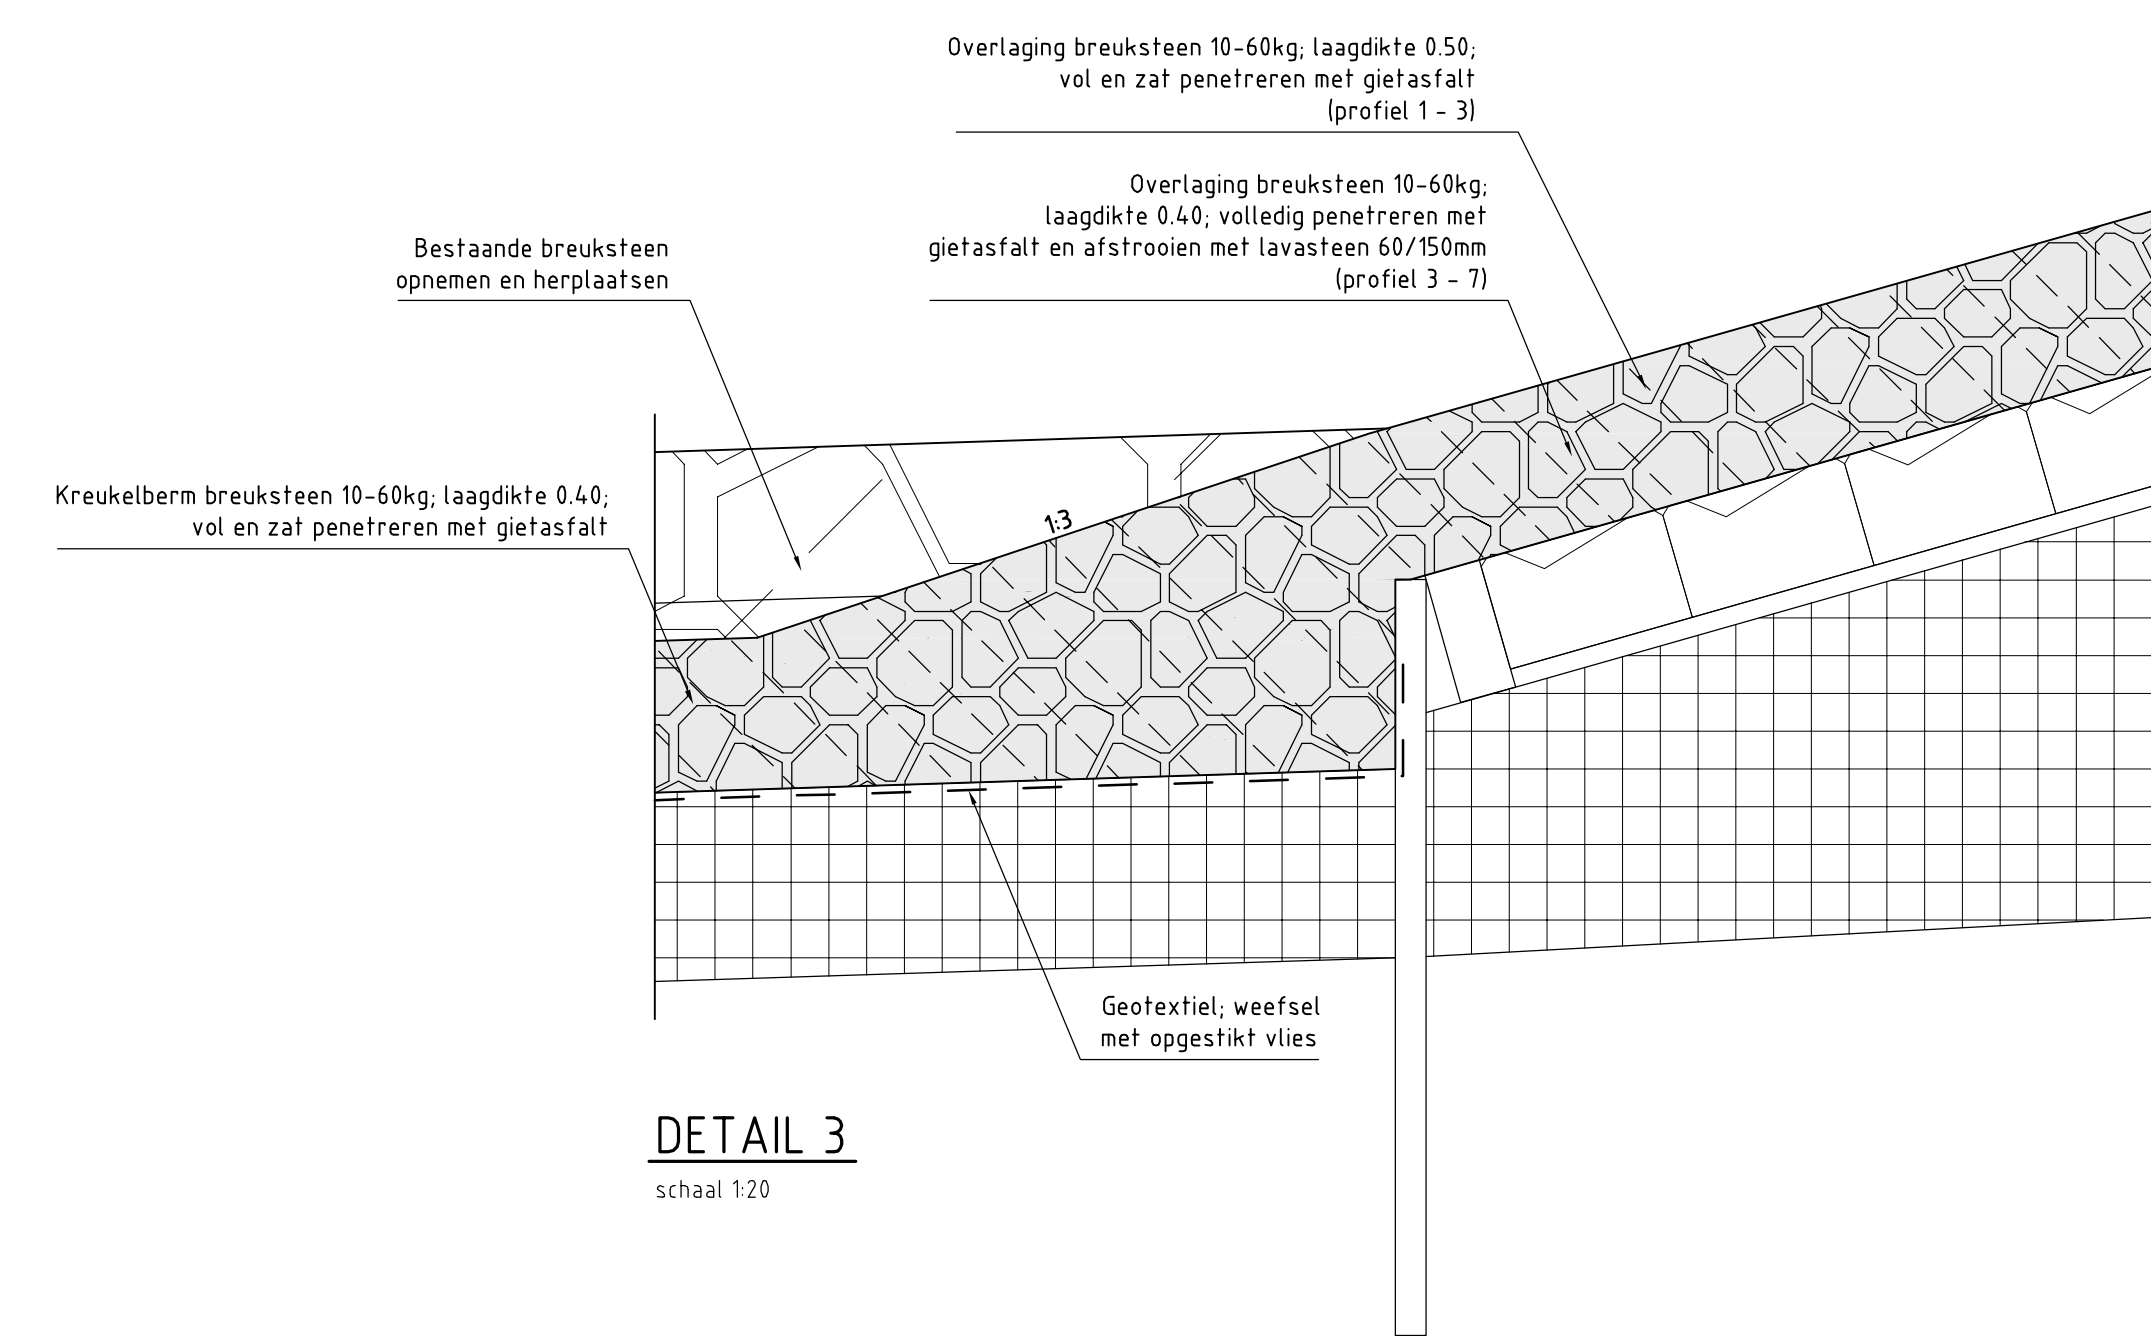 Overlaging breuksteen 10-60kg; laagdikte 0.50;
vol en zat penetreren met gietasfalt
(profiel 1 - 3)
Overlaging breuksteen 10-60kg;
laagdikte 0.40; volledig penetreren met
gietasfalt en afstrooien met lavasteen 60/150mm
(profiel 3 - 7)
Bestaande breuksteen
opnemen en herplaatsen
Kreukelberm breuksteen 10-60kg; laagdikte 0.40;
vol en zat penetreren met gietasfalt
1:3
Geotextiel; weefsel
met opgestikt vlies
DETAIL 3
schaal 1:20